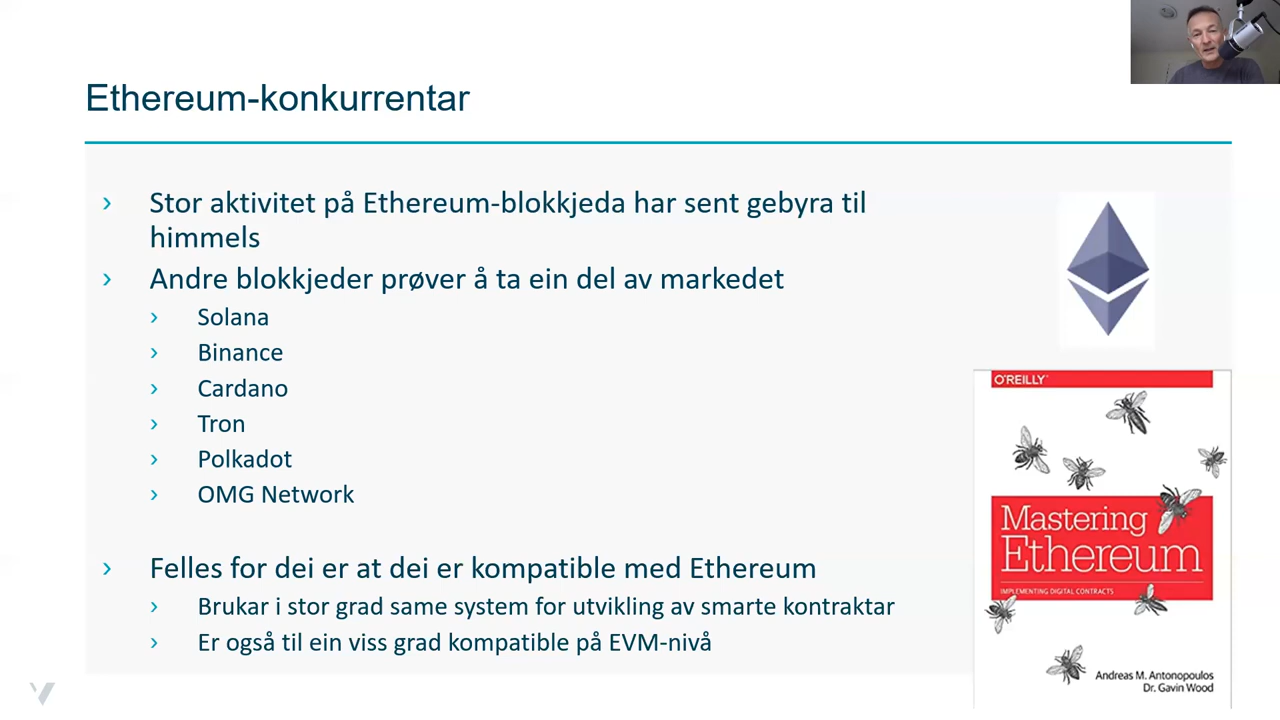 Ethereum-konkurrentar
Stor aktivitet på Ethereum-blokkjeda har sent gebyra til
himmels
Andre blokkjeder prøver å ta ein del av markedet
Solana
Binance
Cardano
Tron
Polkadot
OMG Network
Felles for dei er at dei er kompatible med Ethereum
Brukar i stor grad same system for utvikling av smarte kontraktar
Er også til ein viss grad kompatible på EVM-nivå
O'REILLY
Mastering
Ethereum
IMPLEMENTING DIGITAL CONTRACTS
Andreas M. Antonopoulos
Dr. Gavin Wood